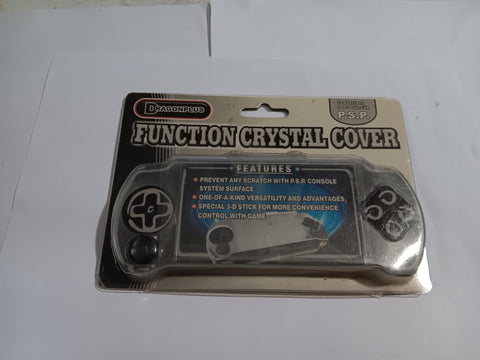 DRAGONPLUS
P.S.P.
FUNCTION CRYSTAL COVER
FEATURES
PREVENT ANY SCRATCH WITH P.S.P. CONSOLE
SYSTEM SURFACE
ONE-OF-A-KIND VERSATILITY AND ADVANTAGES
SPECIAL 3-D STICK FOR MORE CONVENIENCE
CONTROL WITH GAME